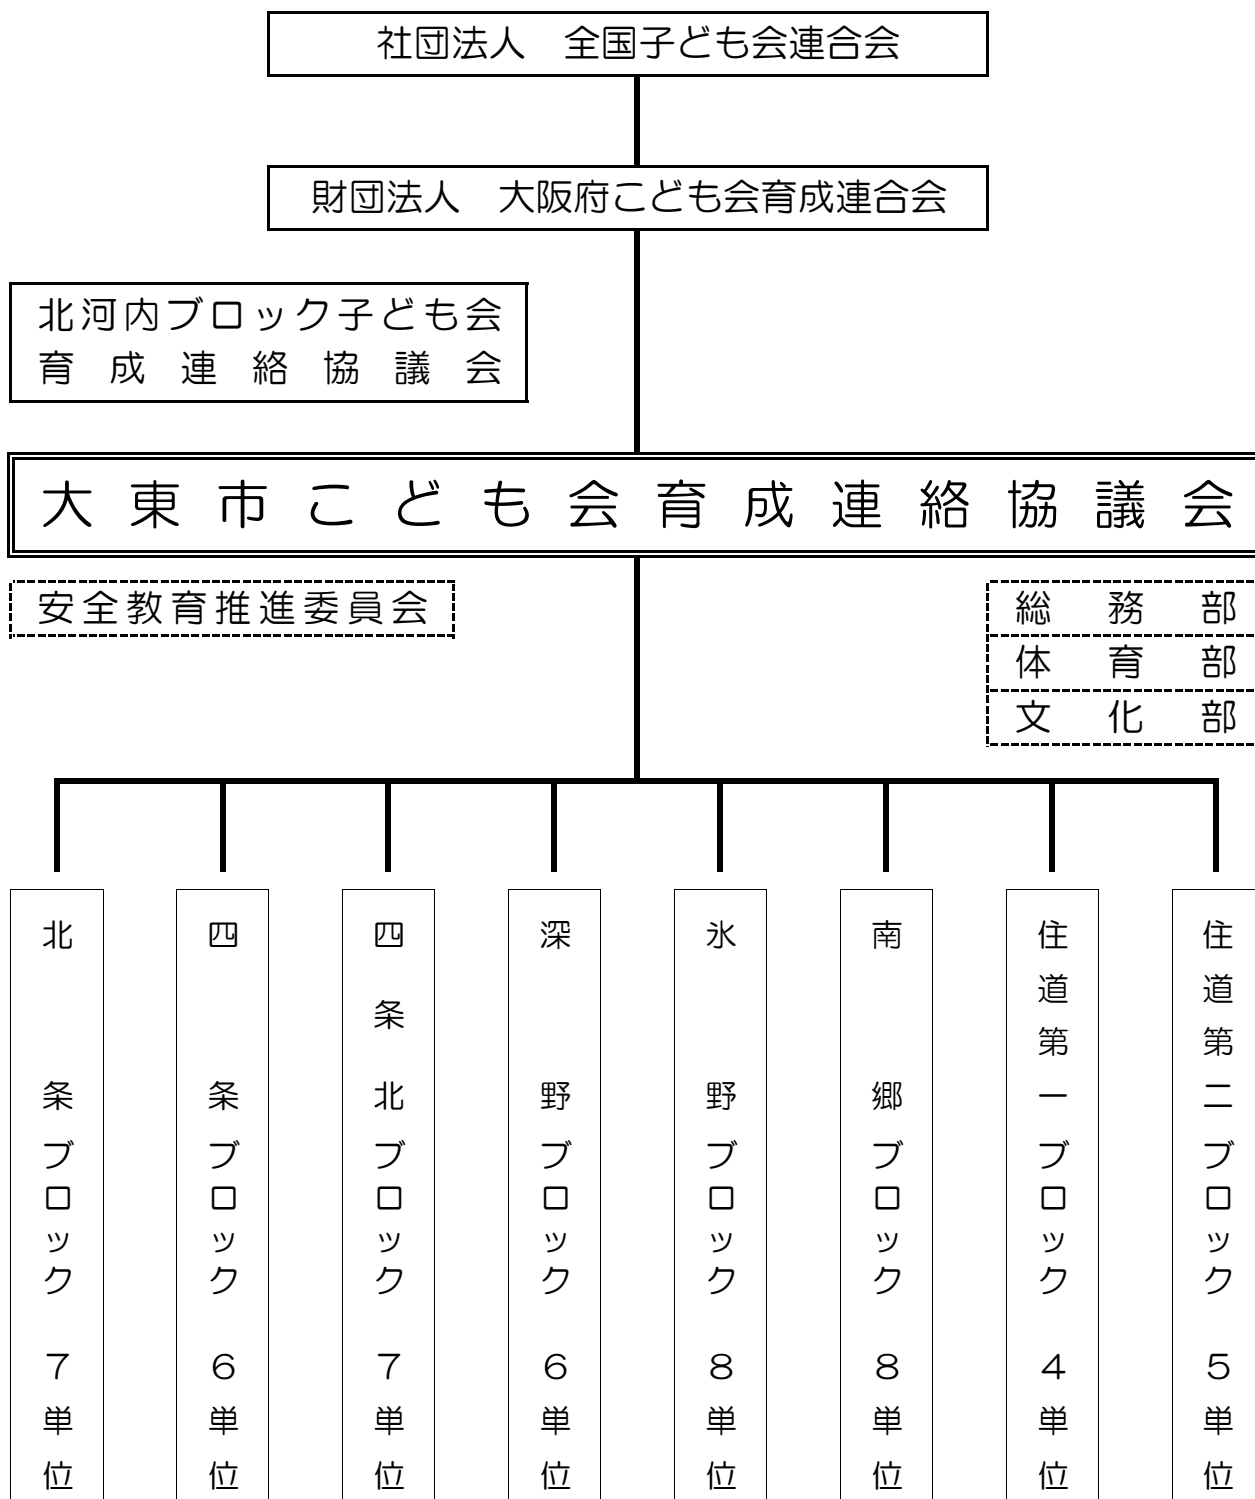 社団法人　全国子ども会連合会
財団法人　大阪府こども会育成連合会
北河内ブロック子ども会
育成連絡協議会
大東市こども会育成連絡協議会
安全教育推進委員会
総務部
体育部
文化部
北条ブロック　７単位
四条ブロック　６単位
四条北ブロック　７単位
深野ブロック　６単位
氷野ブロック　８単位
南郷ブロック　８単位
住道第一ブロック　４単位
住道第二ブロック　５単位